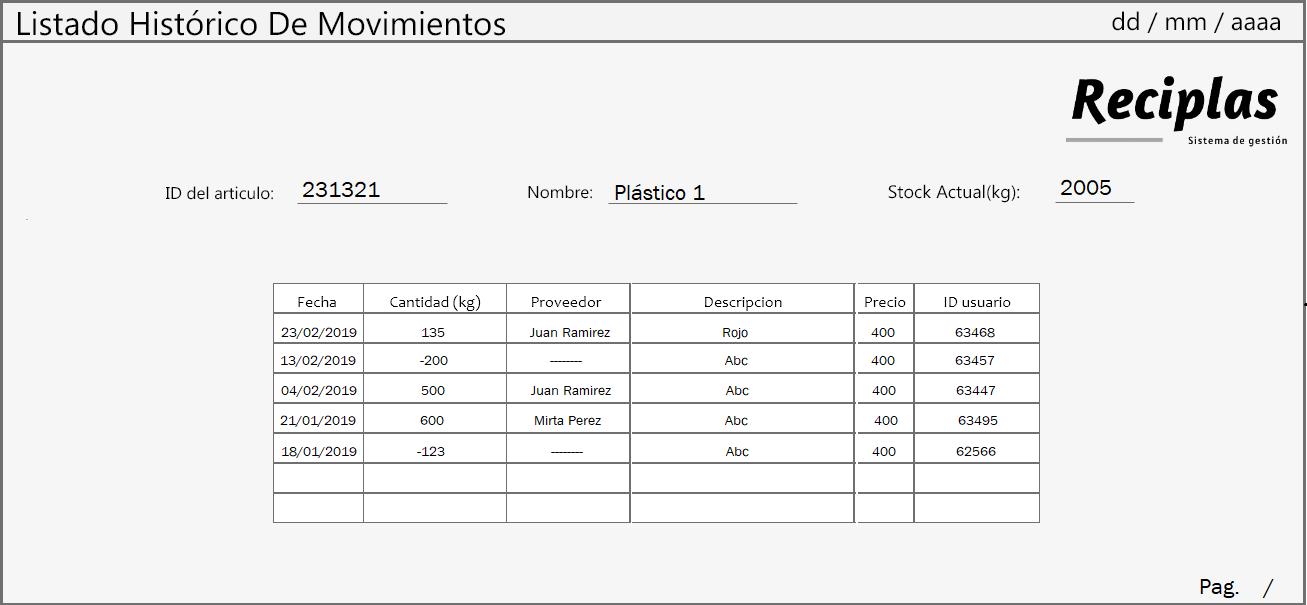 Listado Histórico De Movimientos dd / mm / aaaa
Reciplas
Sistema de gestión
ID del articulo: 231321 Nombre: Plástico 1 Stock Actual(kg): 2005
Fecha Cantidad (kg) Proveedor Descripcion Precio ID usuario
23/02/2019 135 Juan Ramirez Rojo 400 63468
13/02/2019 -200 -------- Abc 400 63457
04/02/2019 500 Juan Ramirez Abc 400 63447
21/01/2019 600 Mirta Perez Abc 400 63495
18/01/2019 -123 -------- Abc 400 62566
Pag. /